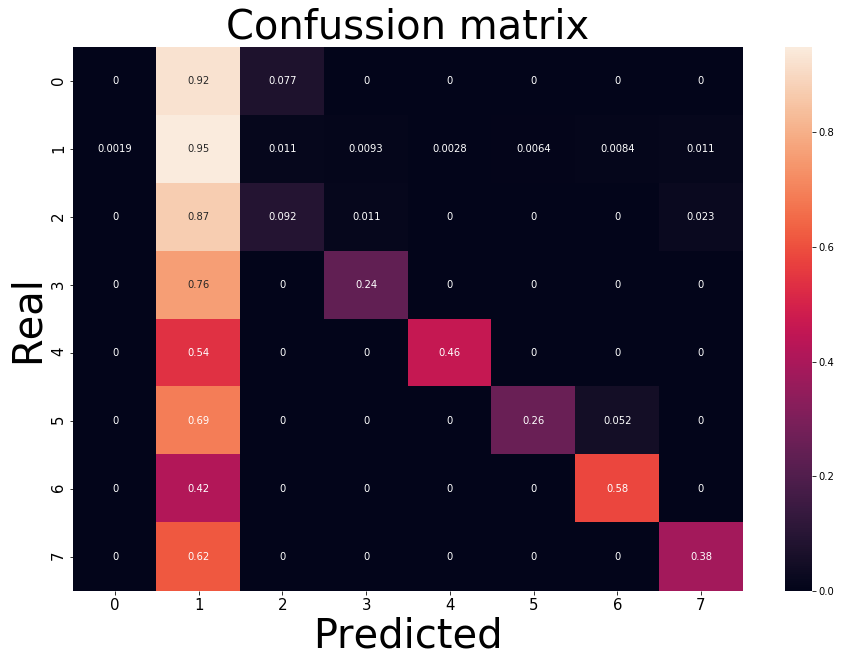 Confussion matrix
Real
0 0 0.92 0.077 0 0 0 0 0
1 0.0019 0.95 0.011 0.0093 0.0028 0.0064 0.0084 0.011
2 0 0.87 0.092 0.011 0 0 0 0.023
3 0 0.76 0 0.24 0 0 0 0
4 0 0.54 0 0 0.46 0 0 0
5 0 0.69 0 0 0 0.26 0.052 0
6 0 0.42 0 0 0 0 0.58 0
7 0 0.62 0 0 0 0 0 0.38
0 1 2 3 4 5 6 7
Predicted
0.8
0.6
0.4
0.2
0.0